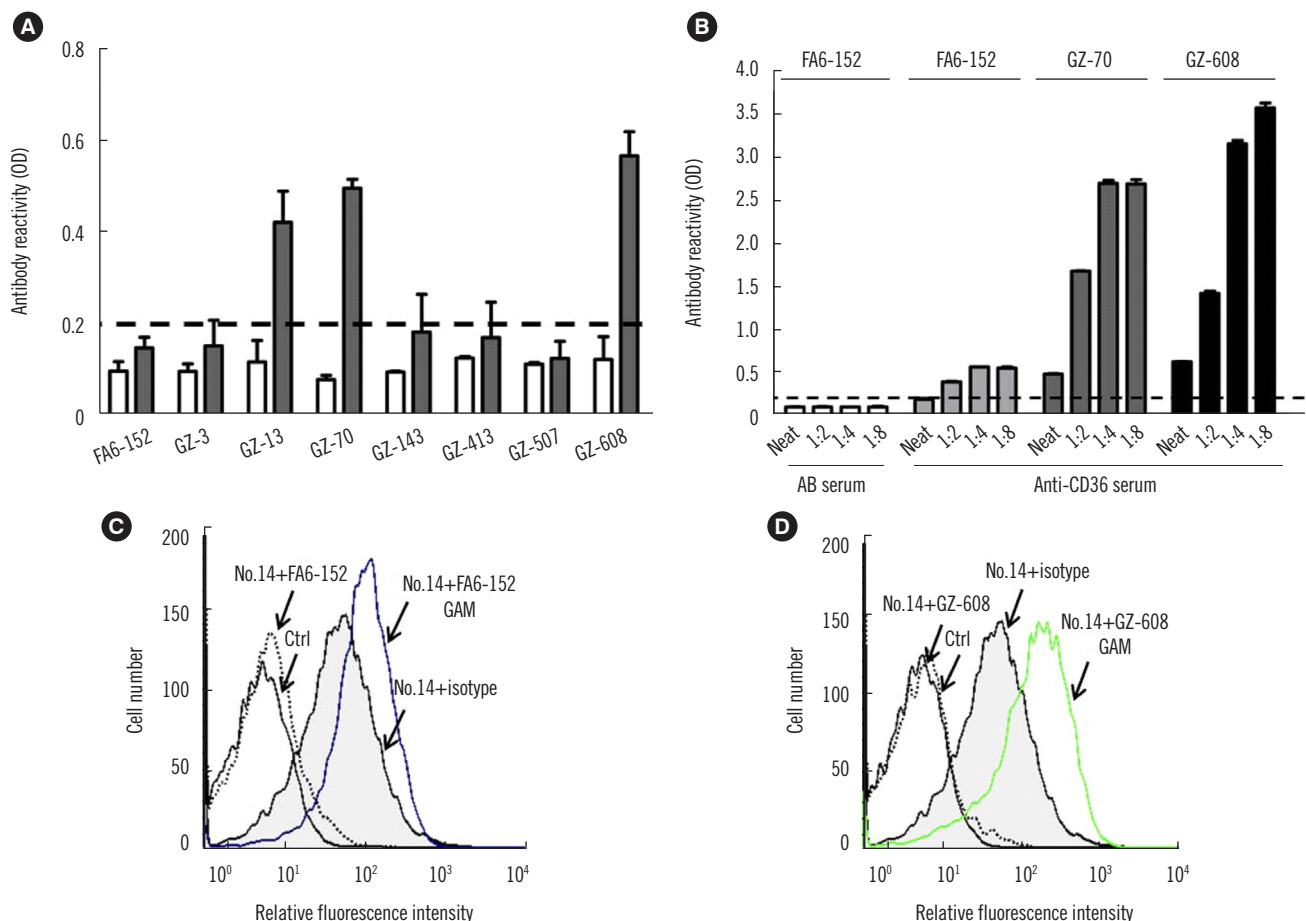 A
0.8
0.6
0.4
0.2
0
Antibody reactivity (OD)
FA6-152 GZ-3 GZ-13 GZ-70 GZ-143 GZ-413 GZ-507 GZ-608
B
FA6-152 FA6-152 GZ-70 GZ-608
4.0
3.5
3.0
2.5
2.0
1.5
1.0
0.5
0
Antibody reactivity (OD)
Neat 1:2 1:4 1:8 Neat 1:2 1:4 1:8 Neat 1:2 1:4 1:8 Neat 1:2 1:4 1:8
AB serum Anti-CD36 serum
C
200
150
100
50
0
Cell number
No.14+FA6-152
Ctrl
No.14+FA6-152
GAM
No.14+isotype
10⁰ 10¹ 10² 10³ 10⁴
Relative fluorescence intensity
D
200
150
100
50
0
Cell number
No.14+isotype
No.14+GZ-608
Ctrl
No.14+GZ-608
GAM
10⁰ 10¹ 10² 10³ 10⁴
Relative fluorescence intensity